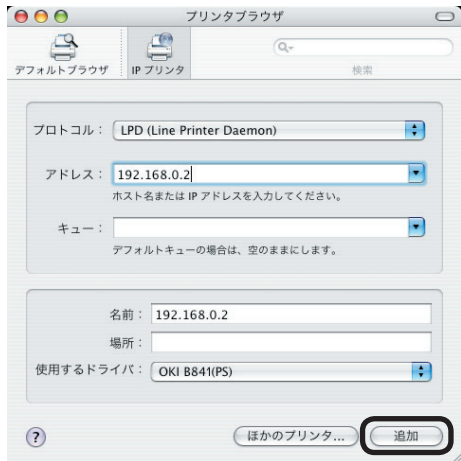 プリンタブラウザ
デフォルトブラウザ IP プリンタ 検索
プロトコル： LPD (Line Printer Daemon)
アドレス： 192.168.0.2
ホスト名または IP アドレスを入力してください。
キュー：
デフォルトキューの場合は、空のままにします。
名前： 192.168.0.2
場所：
使用するドライバ： OKI B841(PS)
? ほかのプリンタ... 追加